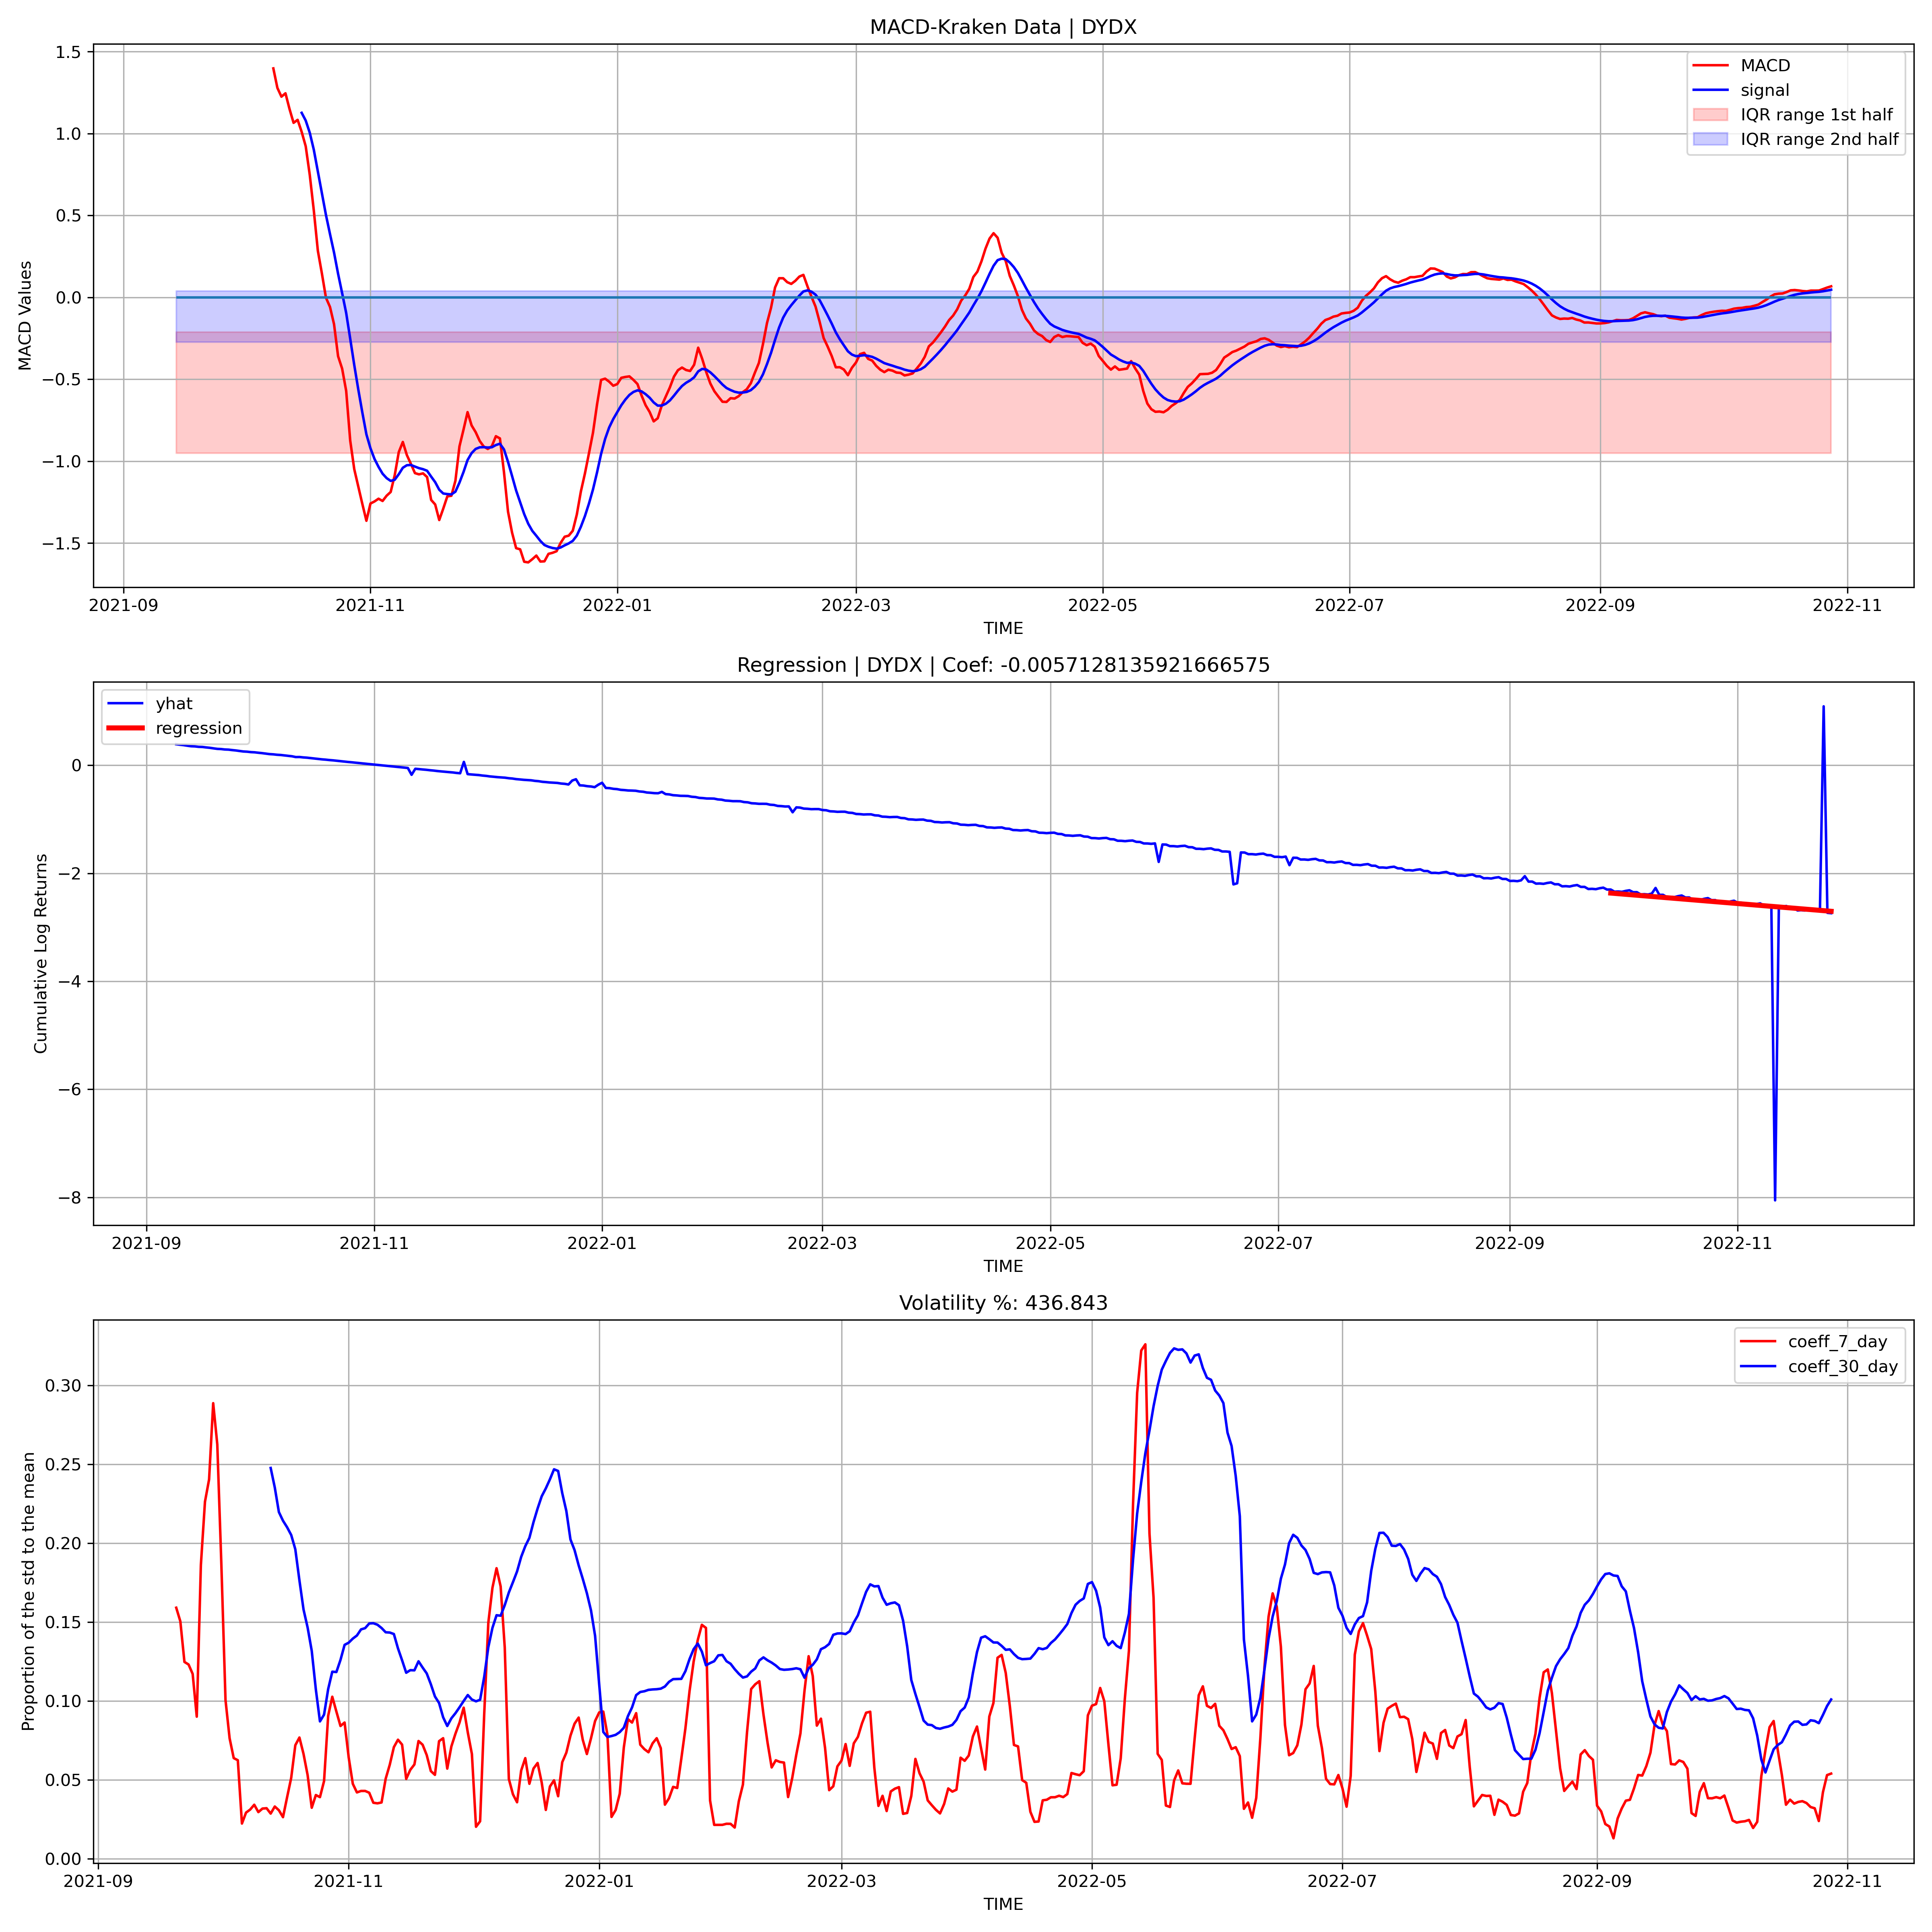 MACD-Kraken Data | DYDX
MACD Values
1.5
1.0
0.5
0.0
−0.5
−1.0
−1.5
MACD
signal
IQR range 1st half
IQR range 2nd half
2021-09 2021-11 2022-01 2022-03 2022-05 2022-07 2022-09 2022-11
TIME
Regression | DYDX | Coef: -0.0057128135921666575
Cumulative Log Returns
yhat
regression
0
−2
−4
−6
−8
2021-09 2021-11 2022-01 2022-03 2022-05 2022-07 2022-09 2022-11
TIME
Volatility %: 436.843
Proportion of the std to the mean
coeff_7_day
coeff_30_day
0.30
0.25
0.20
0.15
0.10
0.05
0.00
2021-09 2021-11 2022-01 2022-03 2022-05 2022-07 2022-09 2022-11
TIME